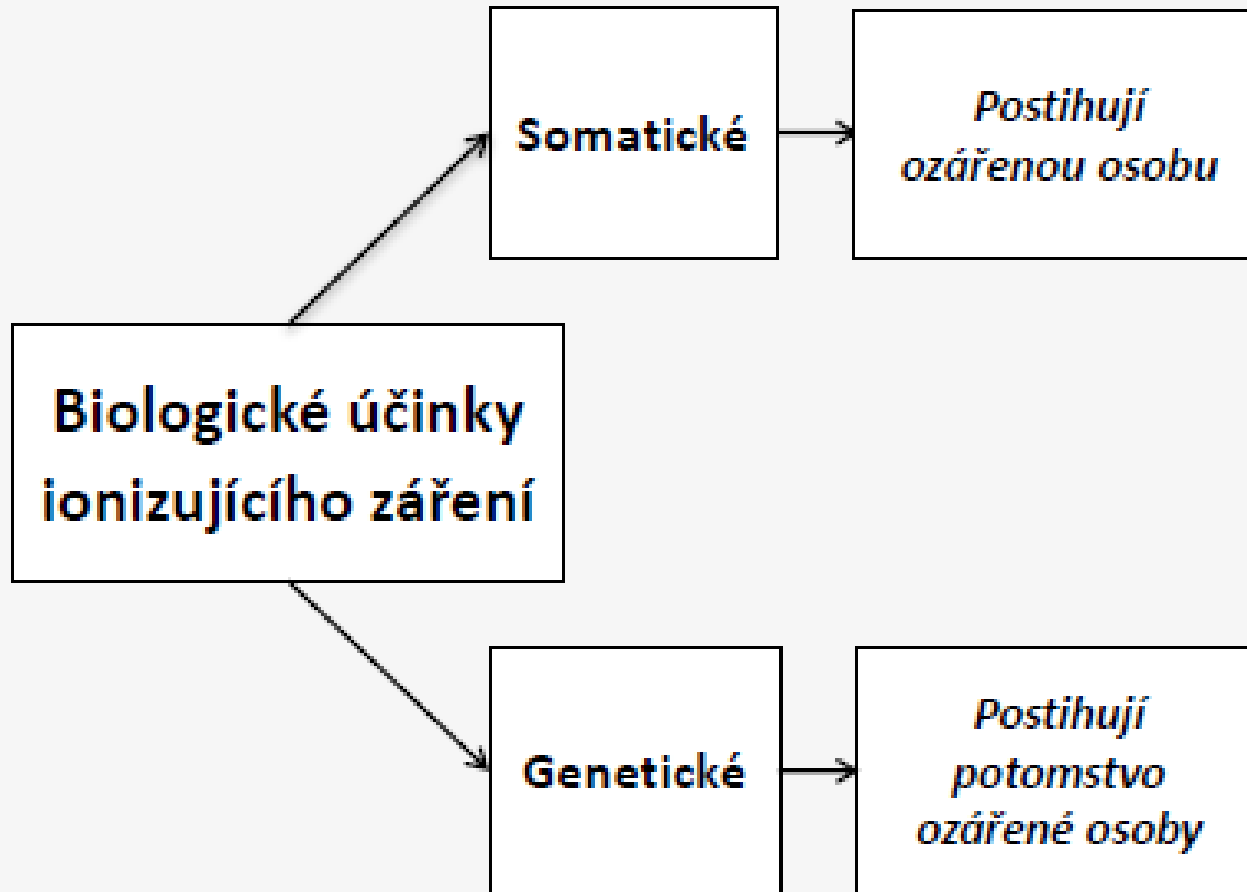 Somatické
Postihují
ozářenou osobu
Biologické účinky
ionizujícího záření
Genetické
Postihují
potomstvo
ozářené osoby